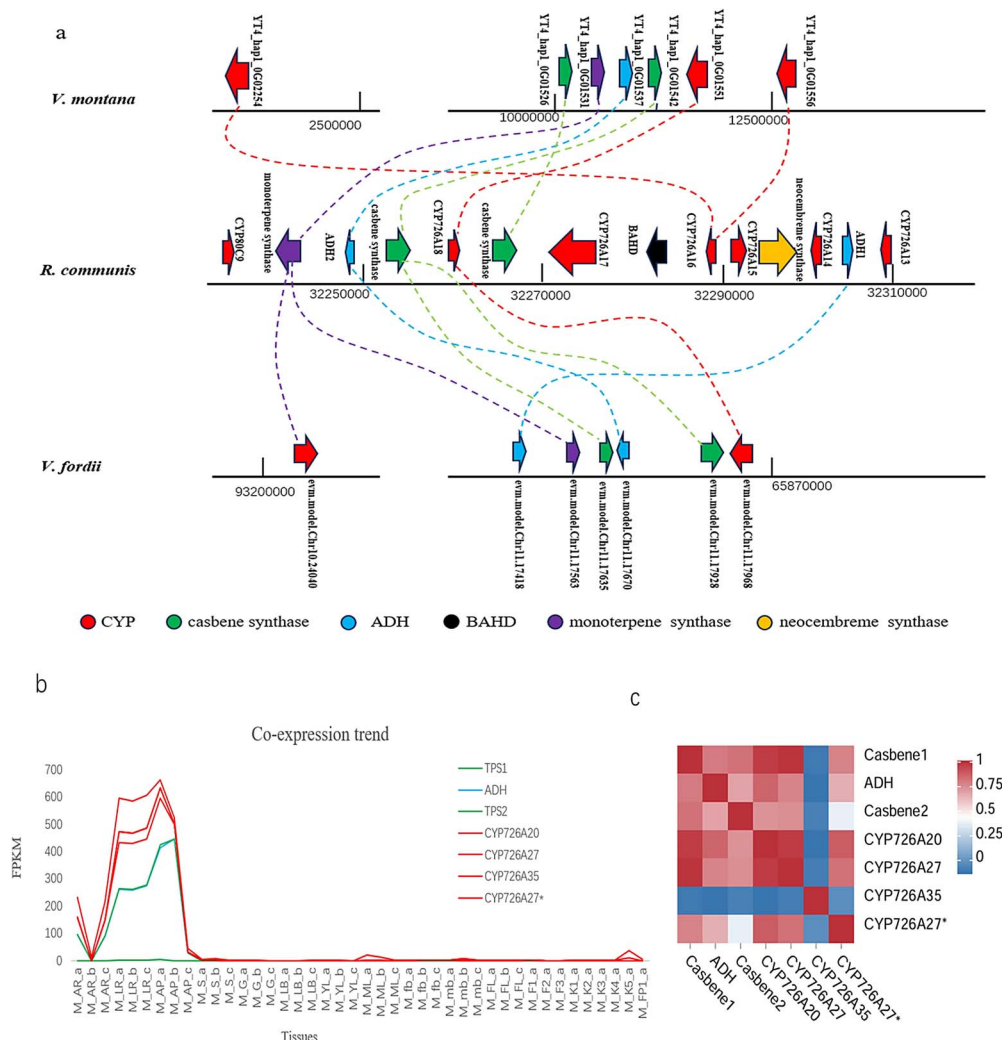 a
YT4_hap1_0G02254
YT4_hap1_0G01526
YT4_hap1_0G01531
YT4_hap1_0G01537
YT4_hap1_0G01542
YT4_hap1_0G01551
YT4_hap1_0G01556
V. montana
2500000
10000000
125000000
CYP80C9
monoterpene synthase
ADH2
casbene synthase
CYP726A18
casbene synthase
CYP726A17
BAHD
CYP726A16
CYP726A15
neocembreme synthase
CYP726A14
ADH1
CYP726A13
R. communis
32250000
32270000
32290000
32310000
V. fordii
93200000
65870000
evm.model.Chr10.24040
evm.model.Chr11.17418
evm.model.Chr11.17563
evm.model.Chr11.17635
evm.model.Chr11.17670
evm.model.Chr11.17928
evm.model.Chr11.17968
CYP casbene synthase ADH BAHD monoterpene synthase neocembreme synthase
b
Co-expression trend
FPKM
700
600
500
400
300
200
100
0
TPS1
ADH
TPS2
CYP726A20
CYP726A27
CYP726A35
CYP726A27*
M_AR_a
M_AR_b
M_AR_c
M_LR_a
M_LR_b
M_LR_c
M_AP_a
M_AP_b
M_AP_c
M_S_a
M_S_b
M_S_c
M_G_a
M_G_b
M_G_c
M_LB_a
M_LB_b
M_LB_c
M_YL_a
M_YL_b
M_YL_c
M_ML_a
M_ML_b
M_ML_c
M_fb_a
M_fb_b
M_fb_c
M_mb_a
M_mb_b
M_mb_c
M_FL_a
M_FL_b
M_FL_c
M_F1_a
M_F2_a
M_F3_a
M_K1_a
M_K2_a
M_K3_a
M_K4_a
M_K5_a
M_FP1_a
Tissues
c
Casbene1
ADH
Casbene2
CYP726A20
CYP726A27
CYP726A35
CYP726A27*
1
0.75
0.5
0.25
0
Casbne1
ADH
Casbene2
CYP726A20
CYP726A27
CYP726A35
CYP726A27*